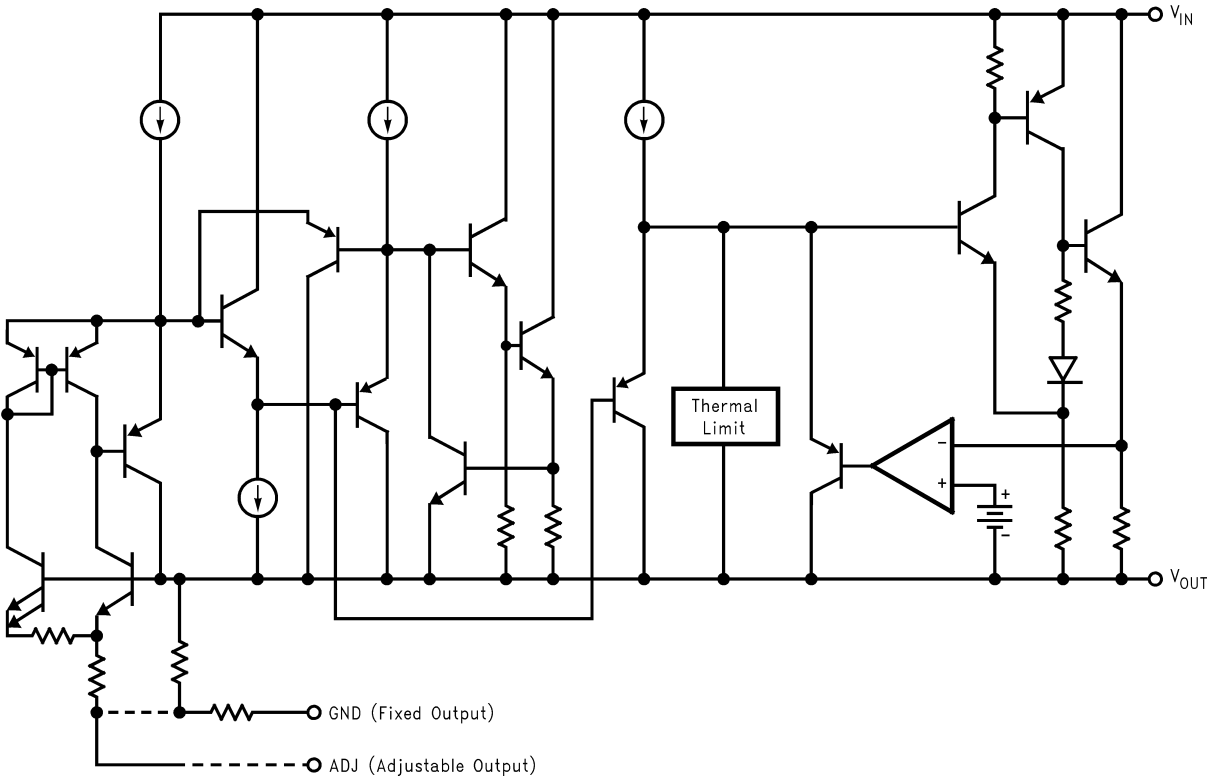 VIN
Thermal
Limit
−
+
+
−
VOUT
GND (Fixed Output)
ADJ (Adjustable Output)